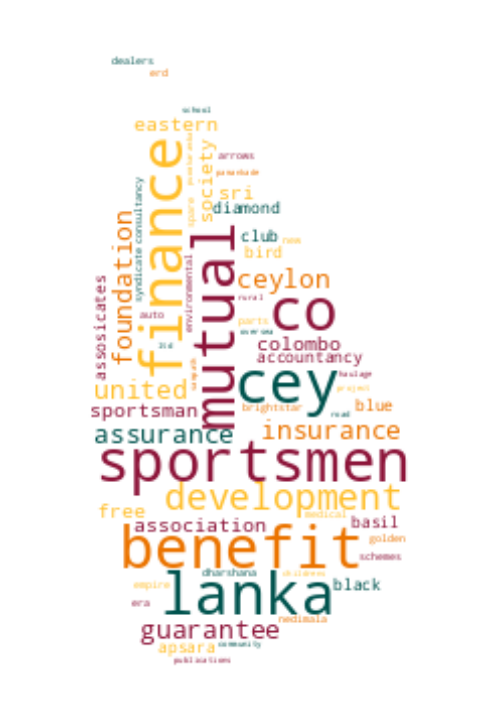 dealers
erd
school
eastern
finance
society
arrows
sri
diamond
syndicate consultancy
foundation
spare
club
new
bird
environmental
mutual
ceylon
rural
assosicates
auto
co
parts
colombo
accountancy
cey
haulage
project
united
sportsman
brightstar
road
blue
assurance
insurance
sportsmen
development
free
medical
association
basil
benefit
golden
schemes
dharshana
children
empire
lanka
black
era
nedimala
guarantee
apsara
community
publications